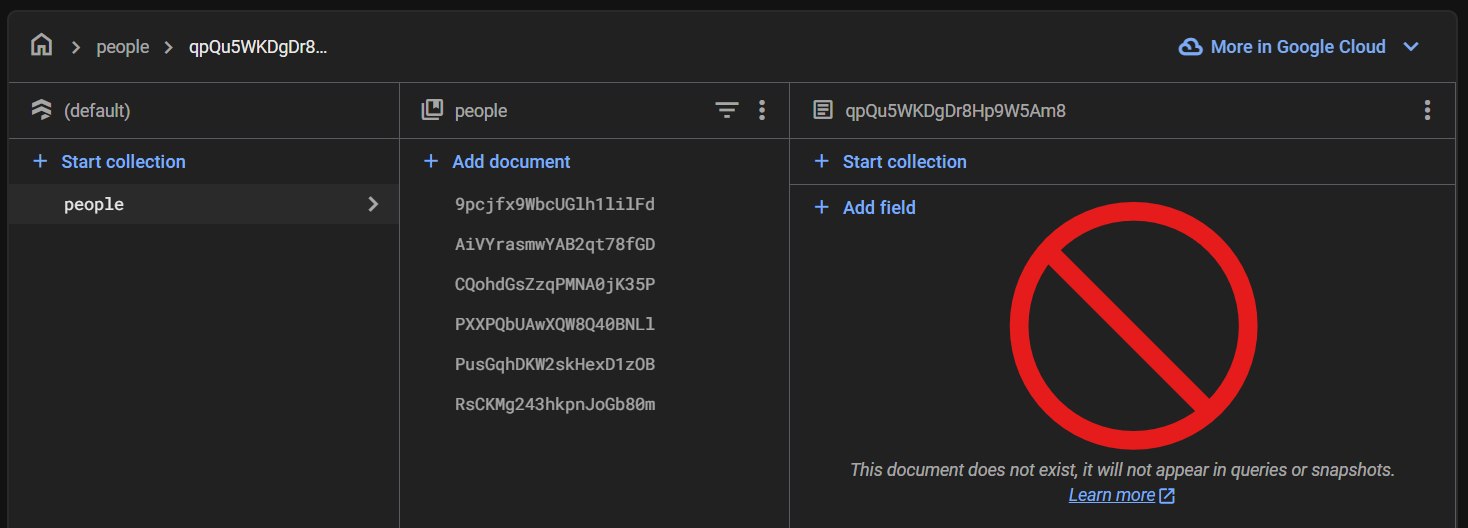 people
qpQu5WKDgDr8…
More in Google Cloud
(default)
people
qpQu5WKDgDr8Hp9W5Am8
+ Start collection
+ Add document
+ Start collection
people
9pcjfx9WbcUGlh1lilFd
+ Add field
AiVYrasmwYAB2qt78fGD
CQohdGsZzqPMNA0jK35P
PXXPQbUAwXQW8Q40BNLl
PusGqhDKW2skHexD1zOB
RsCKMg243hkpnJoGb80m
This document does not exist, it will not appear in queries or snapshots.
Learn more